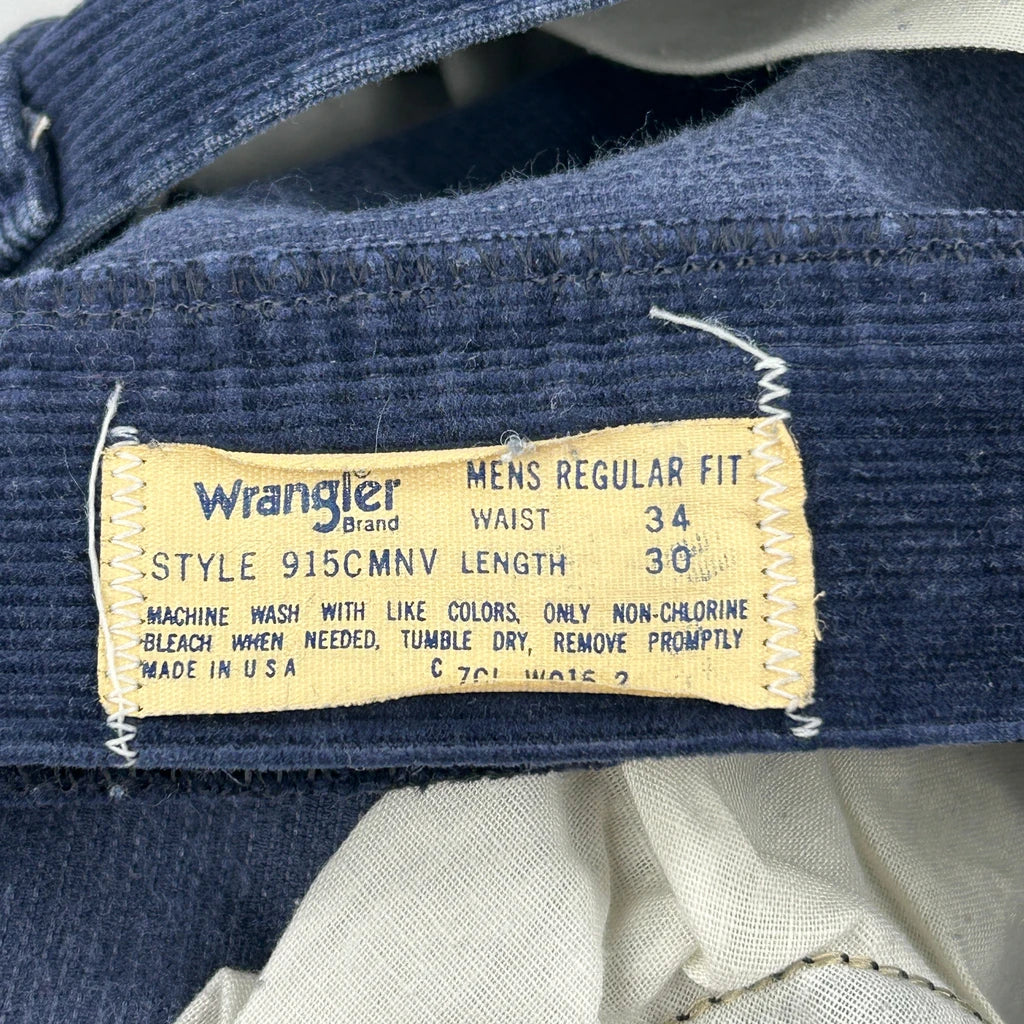 Wrangler MENS REGULAR FIT
Brand WAIST 34
STYLE 915CMNV LENGTH 30
MACHINE WASH WITH LIKE COLORS, ONLY NON-CHLORINE
BLEACH WHEN NEEDED, TUMBLE DRY, REMOVE PROMPTLY
MADE IN U S A C